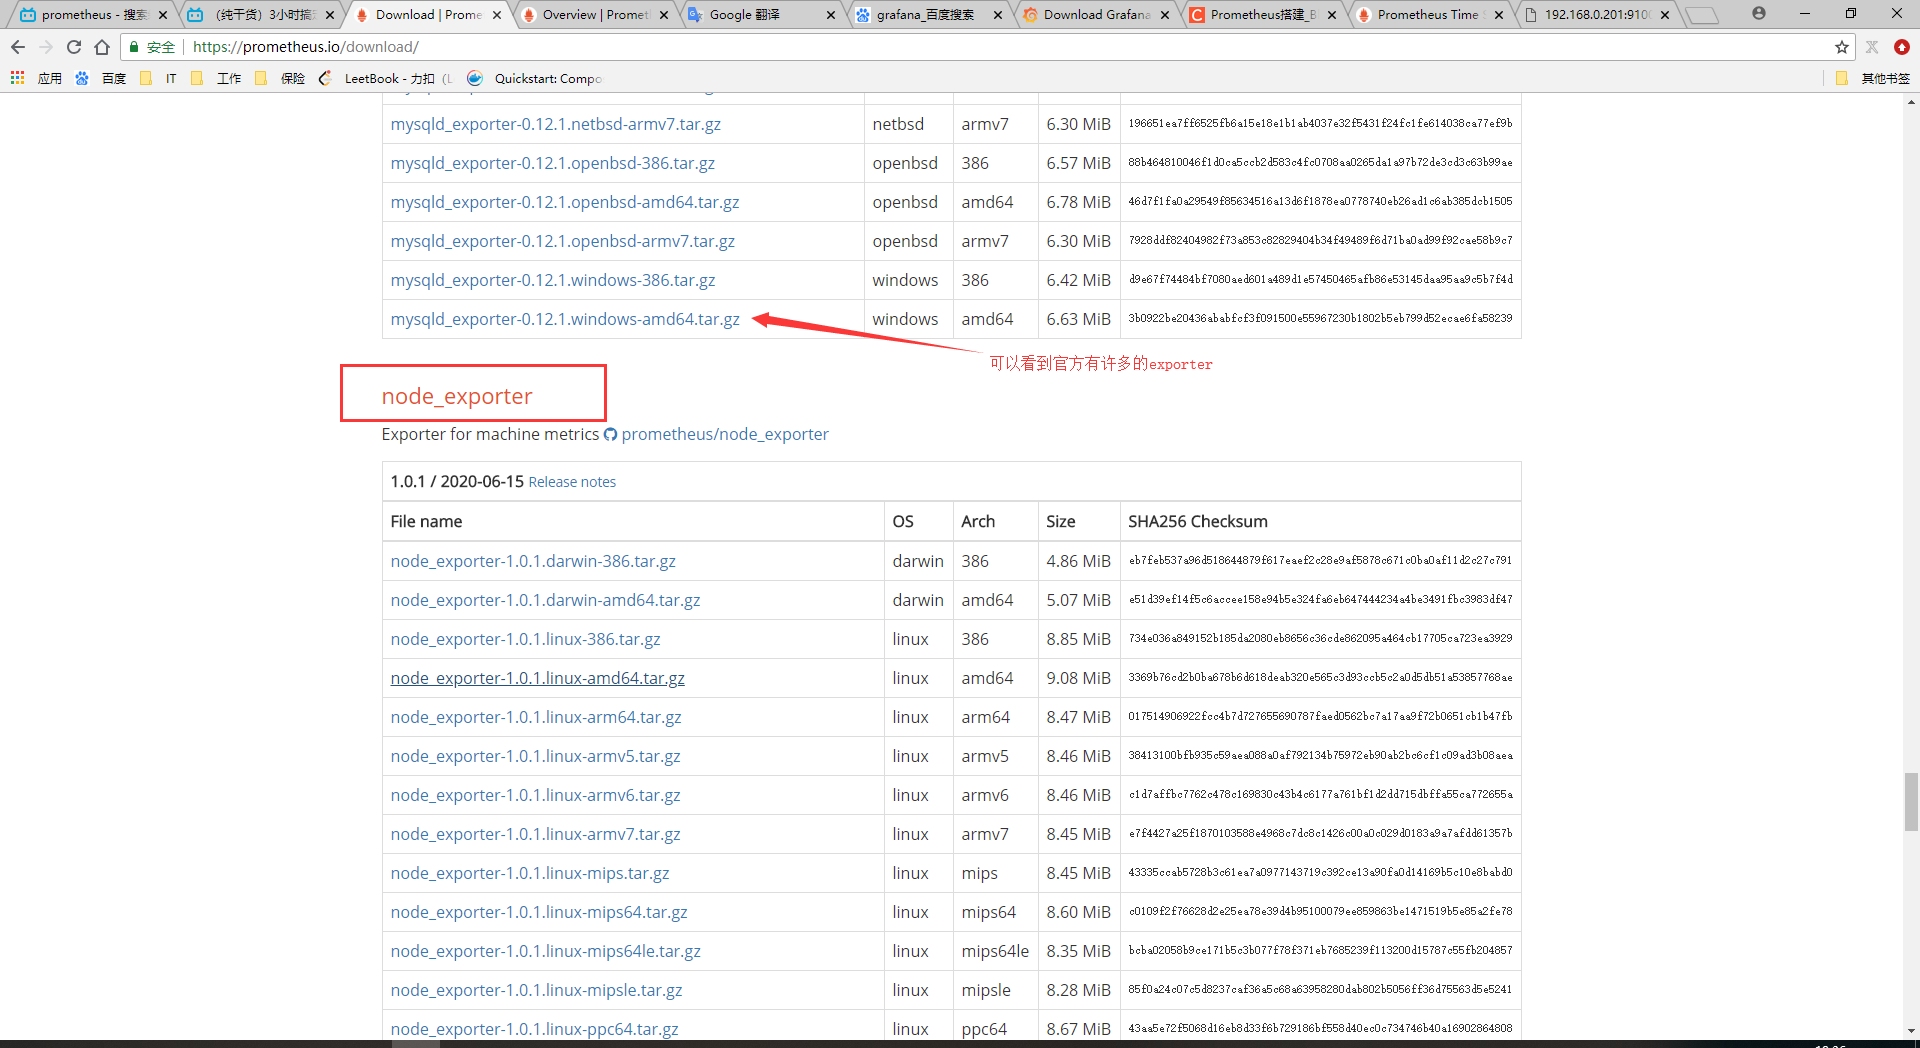 prometheus - 搜索
（纯干货）3小时搞定
Download | Prome
Overview | Prometh
Google 翻译
grafana_百度搜索
Download Grafana
Prometheus搭建_B
Prometheus Time S
192.168.0.201:9100
安全 https://prometheus.io/download/
应用 百度 IT 工作 保险 LeetBook - 力扣（L Quickstart: Compo 其他书签
mysqld_exporter-0.12.1.netbsd-armv7.tar.gz netbsd armv7 6.30 MiB 196651ea7ff6525fb6a15e18e1b1ab4037e32f5431f24fc1fe614038ca77ef9b
mysqld_exporter-0.12.1.openbsd-386.tar.gz openbsd 386 6.57 MiB 88b464810046f1d0ca5ccb2d583c4fc0708aa0265da1a97b72de3cd3c63b99ae
mysqld_exporter-0.12.1.openbsd-amd64.tar.gz openbsd amd64 6.78 MiB 46d7f1fa0a29549f85634516a13d6f1878ea0778740eb26ad1c6ab385dcb1505
mysqld_exporter-0.12.1.openbsd-armv7.tar.gz openbsd armv7 6.30 MiB 7928ddf82404982f73a853c82829404b34f49489f6d71ba0ad99f92cae58b9c7
mysqld_exporter-0.12.1.windows-386.tar.gz windows 386 6.42 MiB d9e67f74484bf7080aed601a489d1e57450465afb86e53145daa95aa9c5b7f4d
mysqld_exporter-0.12.1.windows-amd64.tar.gz windows amd64 6.63 MiB 3b0922be20436ababfcf3f091500e55967230b1802b5eb799d52ecae6fa58239
可以看到官方有许多的exporter
node_exporter
Exporter for machine metrics prometheus/node_exporter
1.0.1 / 2020-06-15 Release notes
File name OS Arch Size SHA256 Checksum
node_exporter-1.0.1.darwin-386.tar.gz darwin 386 4.86 MiB eb7feb537a96d518644879f617eaef2c28e9af5878c671c0ba0af11d2c27c791
node_exporter-1.0.1.darwin-amd64.tar.gz darwin amd64 5.07 MiB e51d39ef14f5c6accee158e94b5e324fa6eb647444234a4be3491fbc3983df47
node_exporter-1.0.1.linux-386.tar.gz linux 386 8.85 MiB 734e036a849152b185da2080eb8656c36cde862095a464cb17705ca723ea3929
node_exporter-1.0.1.linux-amd64.tar.gz linux amd64 9.08 MiB 3369b76cd2b0ba678b6d618deab320e565c3d93ccb5c2a0d5db51a53857768ae
node_exporter-1.0.1.linux-arm64.tar.gz linux arm64 8.47 MiB 017514906922fcc4b7d727655690787faed0562bc7a17aa9f72b0651cb1b47fb
node_exporter-1.0.1.linux-armv5.tar.gz linux armv5 8.46 MiB 38413100bfb935c59aea088a0af792134b75972eb90ab2bc6cf1c09ad3b08aea
node_exporter-1.0.1.linux-armv6.tar.gz linux armv6 8.46 MiB c1d7affbc7762c478c169830c43b4c6177a761bf1d2dd715dbffa55ca772655a
node_exporter-1.0.1.linux-armv7.tar.gz linux armv7 8.45 MiB e7f4427a25f1870103588e4968c7dc8c1426c00a0c029d0183a9a7afdd61357b
node_exporter-1.0.1.linux-mips.tar.gz linux mips 8.45 MiB 43335ccab5728b3c61ea7a0977143719c392ce13a90fa0d14169b5c10e8babd0
node_exporter-1.0.1.linux-mips64.tar.gz linux mips64 8.60 MiB c0109f2f76628d2e25ea78e39d4b95100079ee859863be1471519b5e85a2fe78
node_exporter-1.0.1.linux-mips64le.tar.gz linux mips64le 8.35 MiB bcba02058b9ce171b5c3b077f78f371eb7685239f113200d15787c55fb204857
node_exporter-1.0.1.linux-mipsle.tar.gz linux mipsle 8.28 MiB 85f0a24c07c5d8237caf36a5c68a63958280dab802b5056ff36d75563d5e5241
node_exporter-1.0.1.linux-ppc64.tar.gz linux ppc64 8.67 MiB 43aa5e72f5068d16eb8d33f6b729186bf558d40ec0c734746b40a16902864808